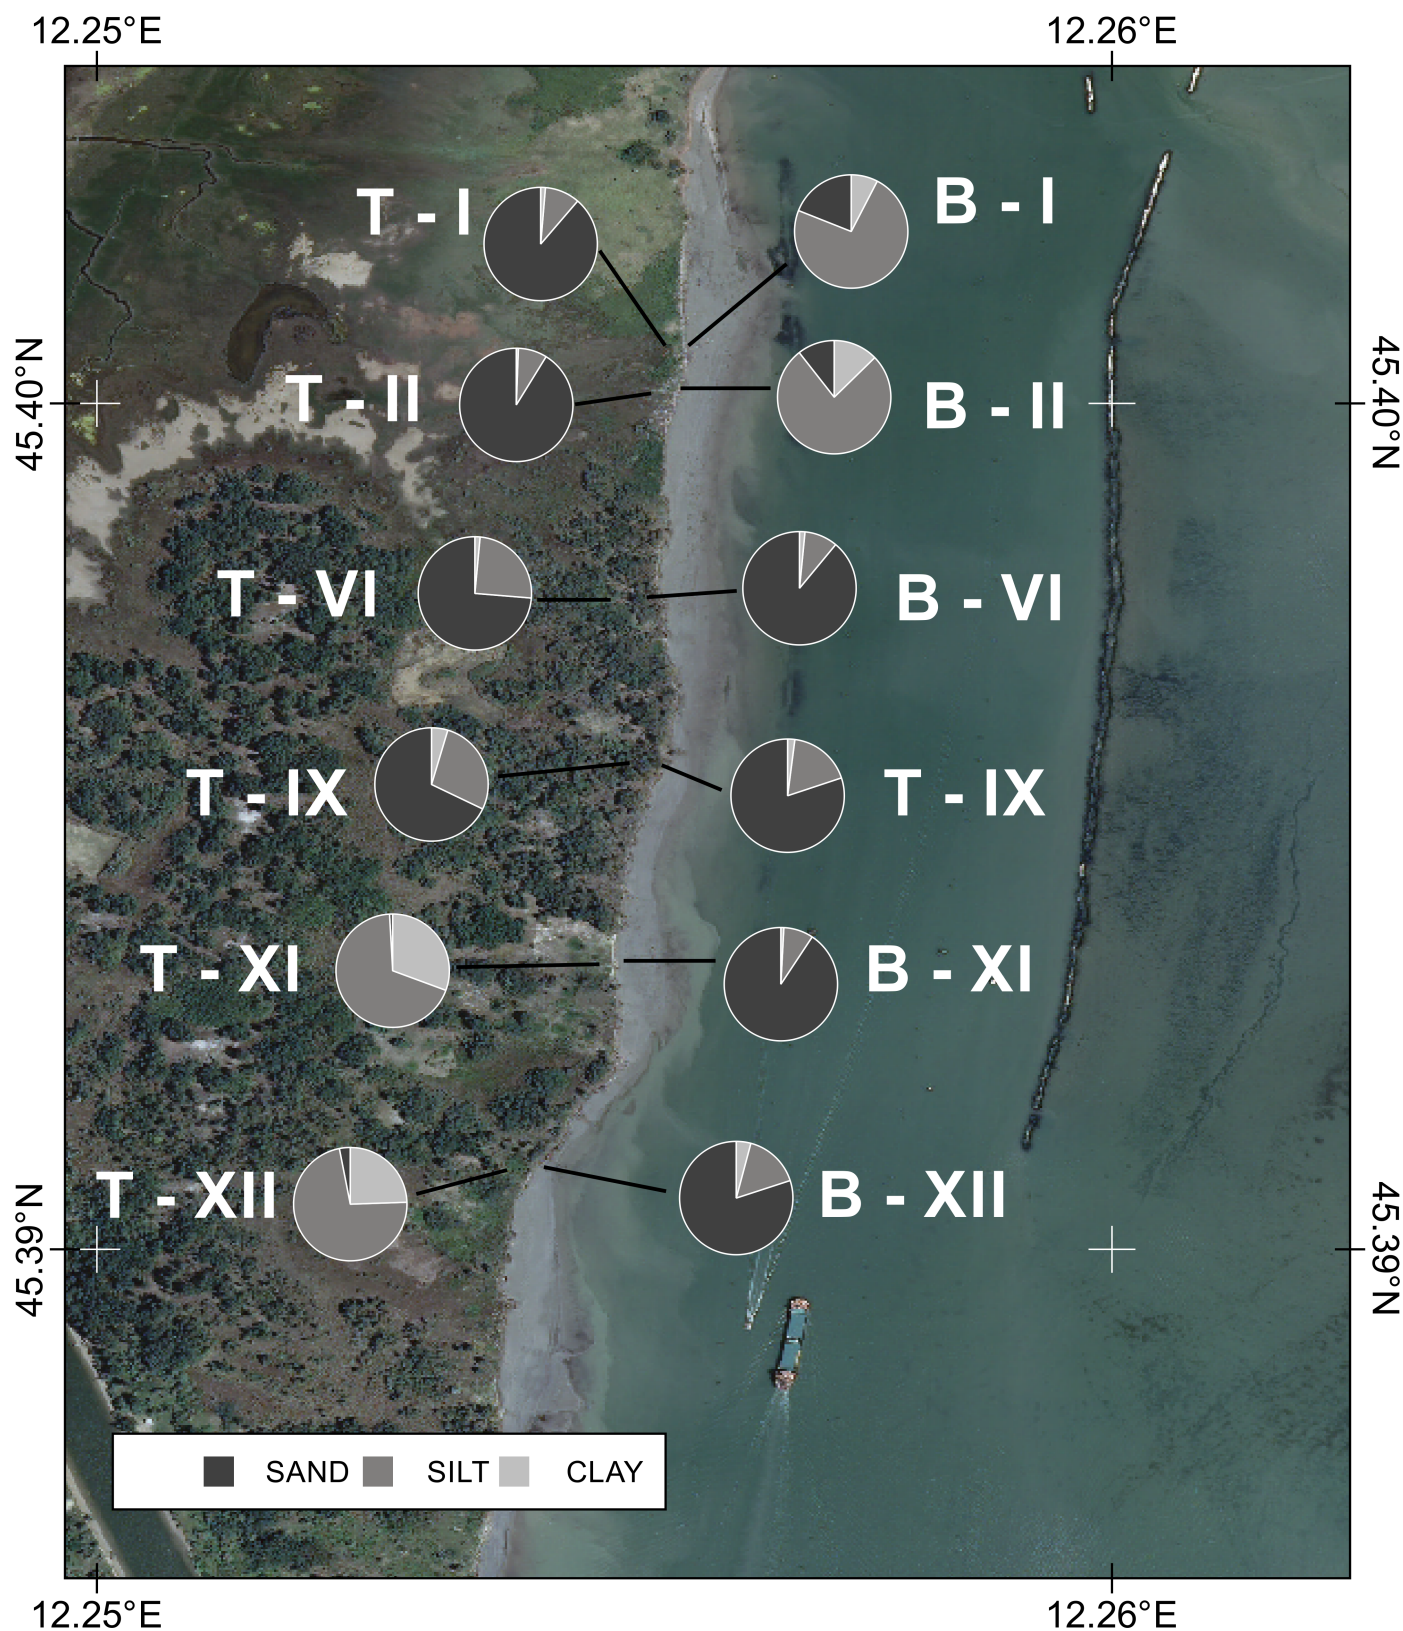 12.25°E 12.26°E
T - I B - I
45.40°N T - II B - II 45.40°N
T - VI B - VI
T - IX T - IX
T - XI B - XI
45.39°N T - XII B - XII 45.39°N
SAND SILT CLAY
12.25°E 12.26°E